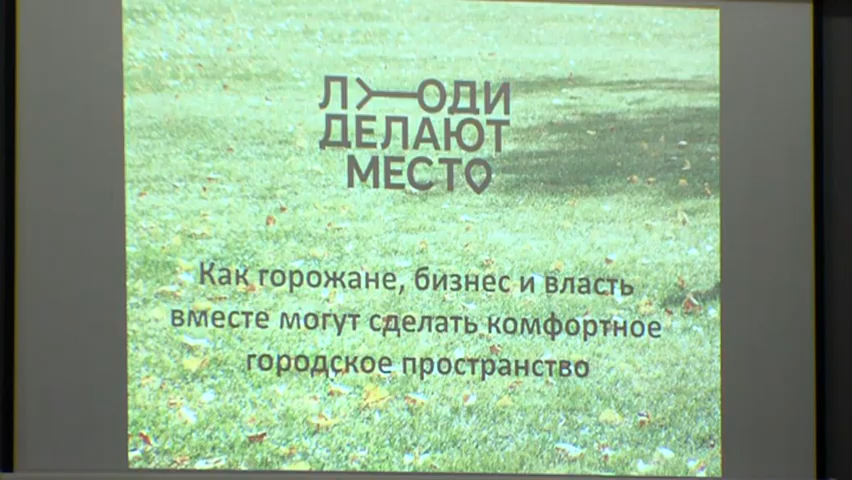 ЛЮДИ
ДЕЛАЮТ
МЕСТО
Как горожане, бизнес и власть
вместе могут сделать комфортное
городское пространство